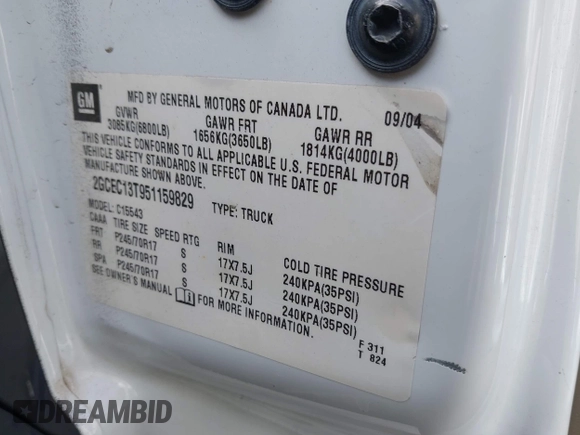 GM
MFD BY GENERAL MOTORS OF CANADA LTD. 09/04
GVWR GAWR FRT GAWR RR
3085KG(6800LB) 1656KG(3650LB) 1814KG(4000LB)
THIS VEHICLE CONFORMS TO ALL APPLICABLE U.S. FEDERAL MOTOR
VEHICLE SAFETY STANDARDS IN EFFECT ON THE DATE OF
MANUFACTURE SHOWN ABOVE.
2GCEC13T951159829 TYPE: TRUCK
MODEL: C15543
CAAA TIRE SIZE SPEED RTG RIM COLD TIRE PRESSURE
FRT P245/70R17 S 17X7.5J 240KPA(35PSI)
RR P245/70R17 S 17X7.5J 240KPA(35PSI)
SPA P245/70R17 S 17X7.5J 240KPA(35PSI)
SEE OWNER'S MANUAL FOR MORE INFORMATION.
F 311
T 824
DREAMBID